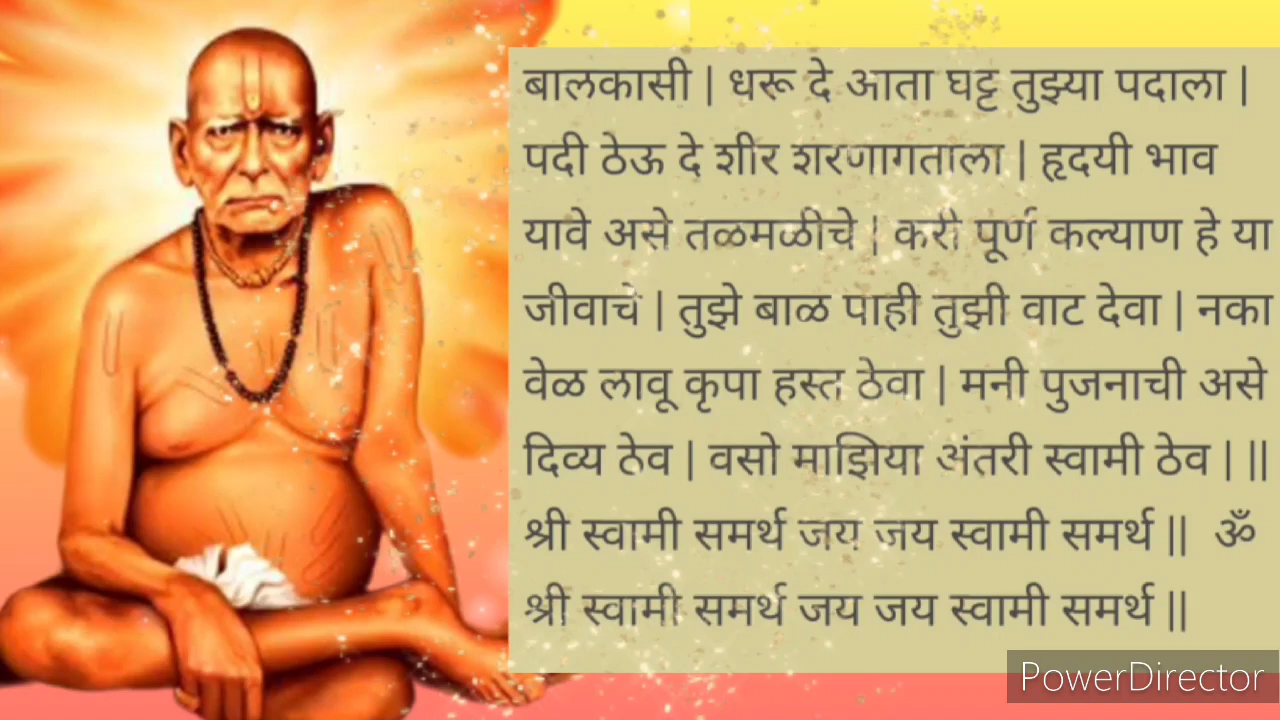 बालकासी | धरू दे आता घट्ट तुझ्या पदाला |
पदी ठेऊ दे शीर शरणागताला | हृदयी भाव
यावे असे तळमळीचे | करी पूर्ण कल्याण हे या
जीवाचे | तुझे बाळ पाही तुझी वाट देवा | नका
वेळ लावू कृपा हस्त ठेवा | मनी पुजनाची असे
दिव्य ठेव | वसो माझिया अंतरी स्वामी ठेव | ||
श्री स्वामी समर्थ जय जय स्वामी समर्थ || ॐ
श्री स्वामी समर्थ जय जय स्वामी समर्थ ||
PowerDirector